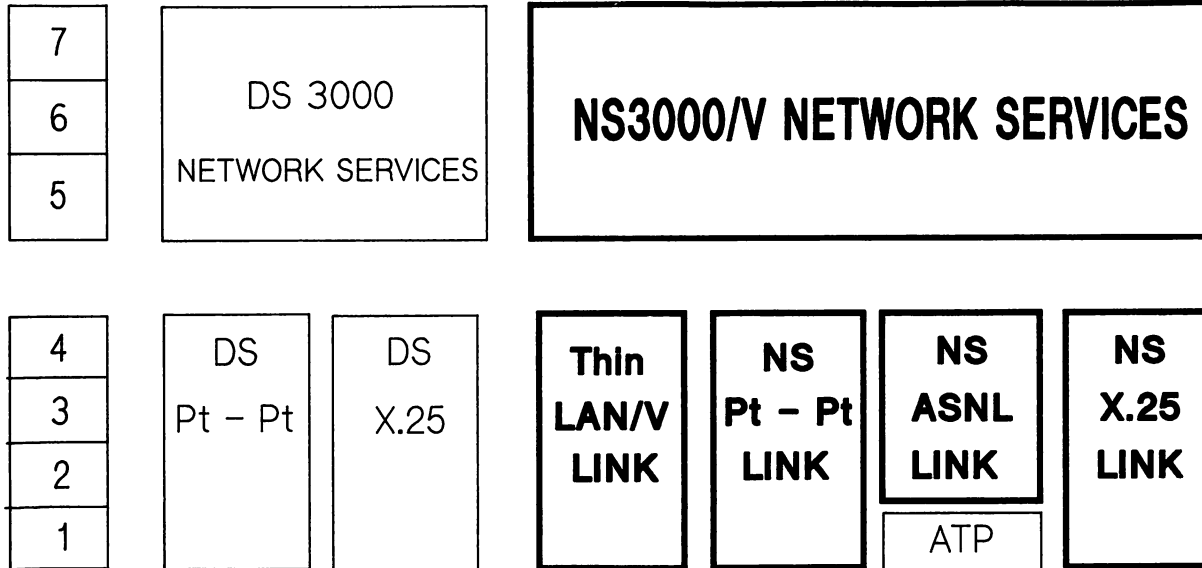 7
6
5
DS 3000
NETWORK SERVICES
NS3000/V NETWORK SERVICES
4
3
2
1
DS
Pt - Pt
DS
X.25
Thin
LAN/V
LINK
NS
Pt - Pt
LINK
NS
ASNL
LINK
ATP
NS
X.25
LINK